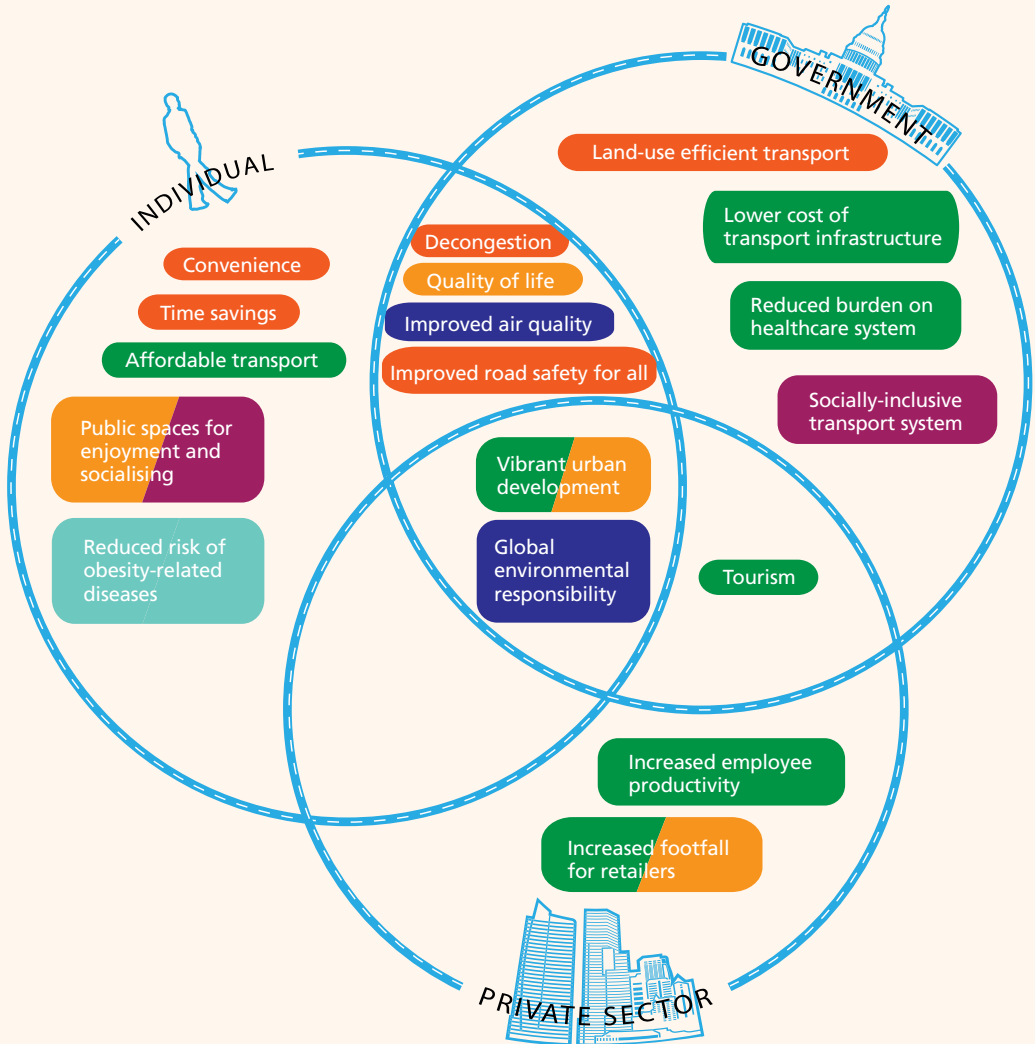 GOVERNMENT
INDIVIDUAL
Land-use efficient transport
Lower cost of
transport infrastructure
Reduced burden on
healthcare system
Socially-inclusive
transport system
Convenience
Time savings
Affordable transport
Public spaces for
enjoyment and
socialising
Reduced risk of
obesity-related
diseases
Decongestion
Quality of life
Improved air quality
Improved road safety for all
Vibrant urban
development
Global
environmental
responsibility
Tourism
Increased employee
productivity
Increased footfall
for retailers
PRIVATE SECTOR